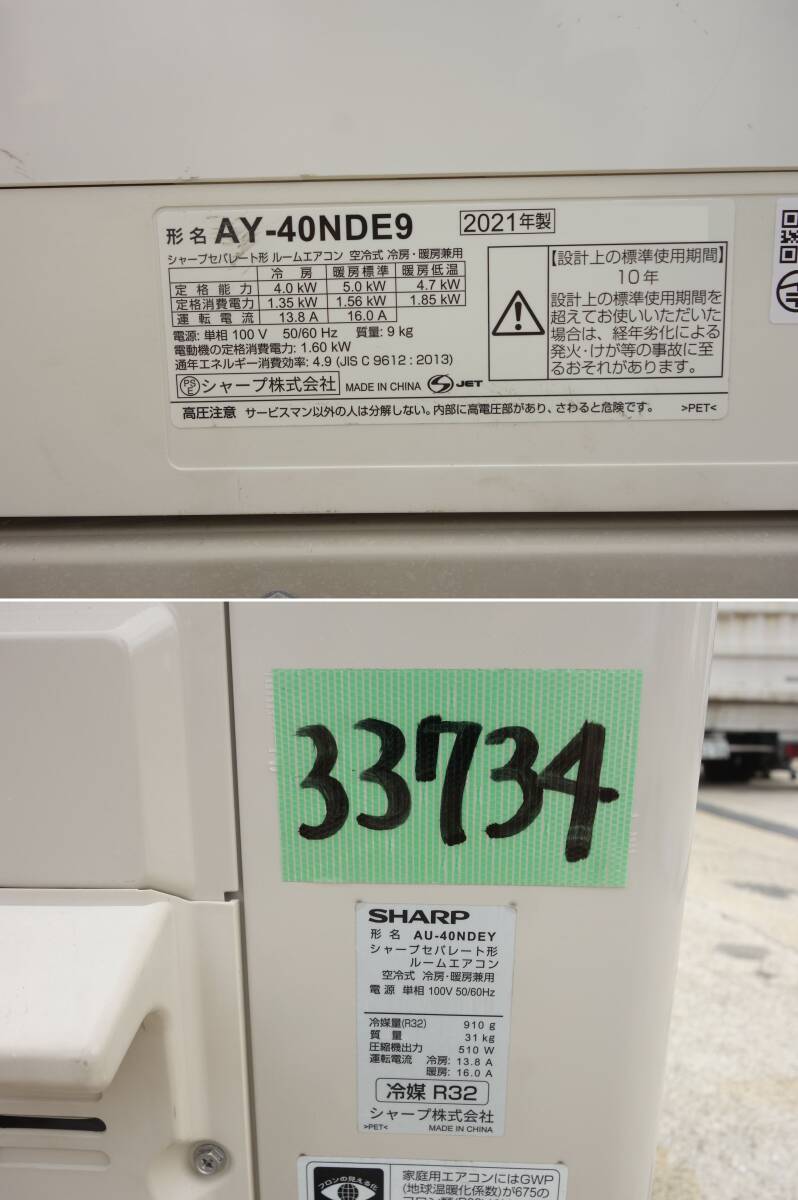 形名 AY-40NDE9 2021年製
シャープセパレート形 ルームエアコン 空冷式 冷房・暖房兼用
冷房 暖房標準 暖房低温
定格能力 4.0 kW 5.0 kW 4.7 kW
定格消費電力 1.35 kW 1.56 kW 1.85 kW
運転電流 13.8 A 16.0 A
電源: 単相 100 V 50/60 Hz 質量: 9 kg
電動機の定格消費電力: 1.60 kW
通年エネルギー消費効率: 4.9 (JIS C 9612 : 2013)
PSE シャープ株式会社 MADE IN CHINA S JET
【設計上の標準使用期間】
10年
設計上の標準使用期間を
超えてお使いいただいた
場合は、経年劣化による
発火・けが等の事故に至
るおそれがあります。
高圧注意 サービスマン以外の人は分解しない。内部に高電圧部があり、さわると危険です。 >PET<
33734
SHARP
形名 AU-40NDEY
シャープセパレート形
ルームエアコン
空冷式 冷房・暖房兼用
電源 単相 100V 50/60Hz
冷媒量(R32) 910 g
質量 31 kg
圧縮機出力 510 W
運転電流 冷房: 13.8 A
暖房: 16.0 A
冷媒 R32
シャープ株式会社
>PET< MADE IN CHINA
フロンの見える化
家庭用エアコンにはGWP
(地球温暖化係数)が675の